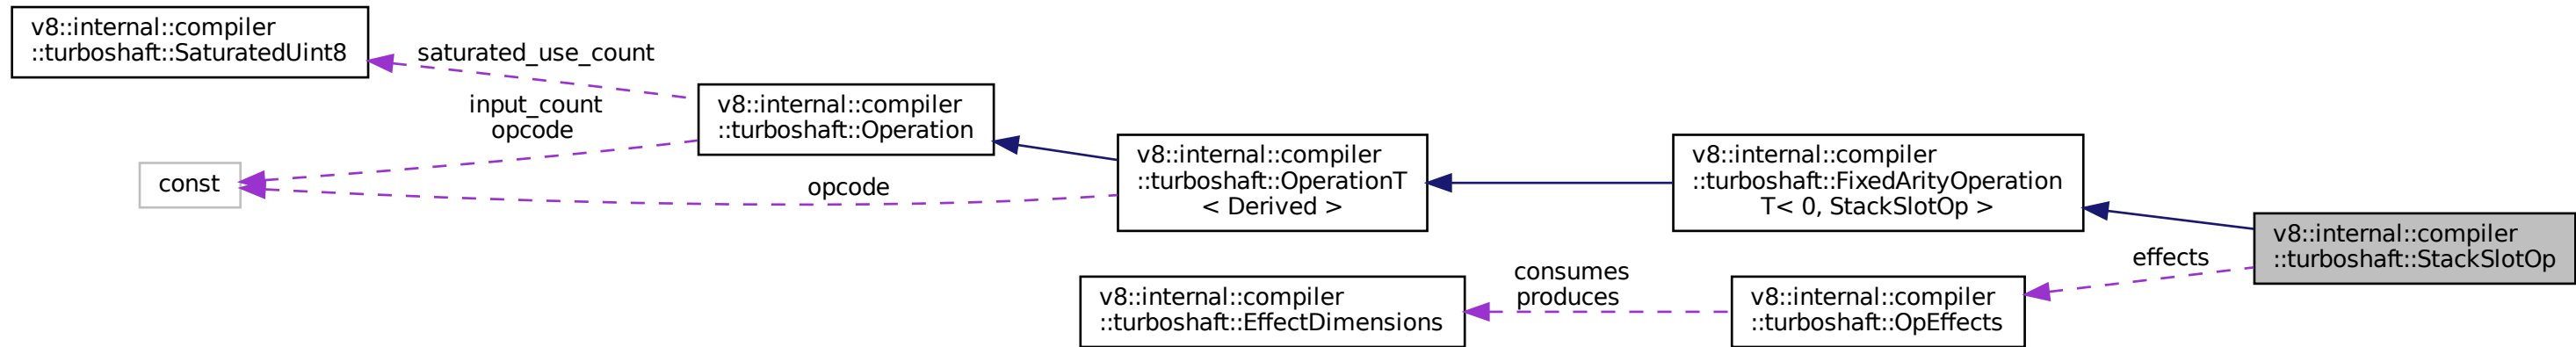 v8::internal::compiler
::turboshaft::SaturatedUint8
saturated_use_count
input_count
opcode
v8::internal::compiler
::turboshaft::Operation
const
opcode
v8::internal::compiler
::turboshaft::OperationT
< Derived >
v8::internal::compiler
::turboshaft::FixedArityOperation
T< 0, StackSlotOp >
v8::internal::compiler
::turboshaft::StackSlotOp
effects
consumes
produces
v8::internal::compiler
::turboshaft::EffectDimensions
v8::internal::compiler
::turboshaft::OpEffects